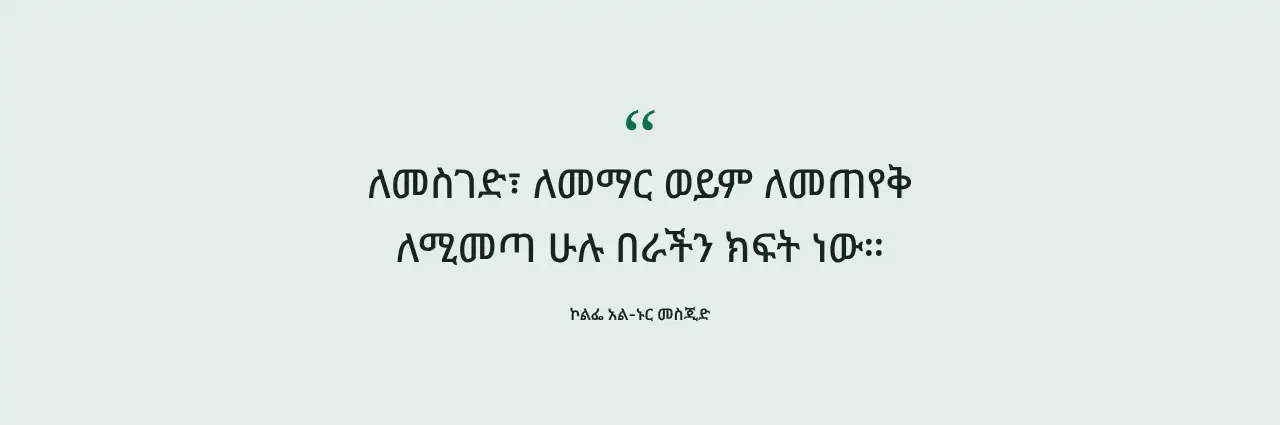 “
ለመስገድ፣ ለመማር ወይም ለመጠየቅ
ለሚመጣ ሁሉ በራችን ክፍት ነው።
ኮልፌ አል-ኑር መስጂድ